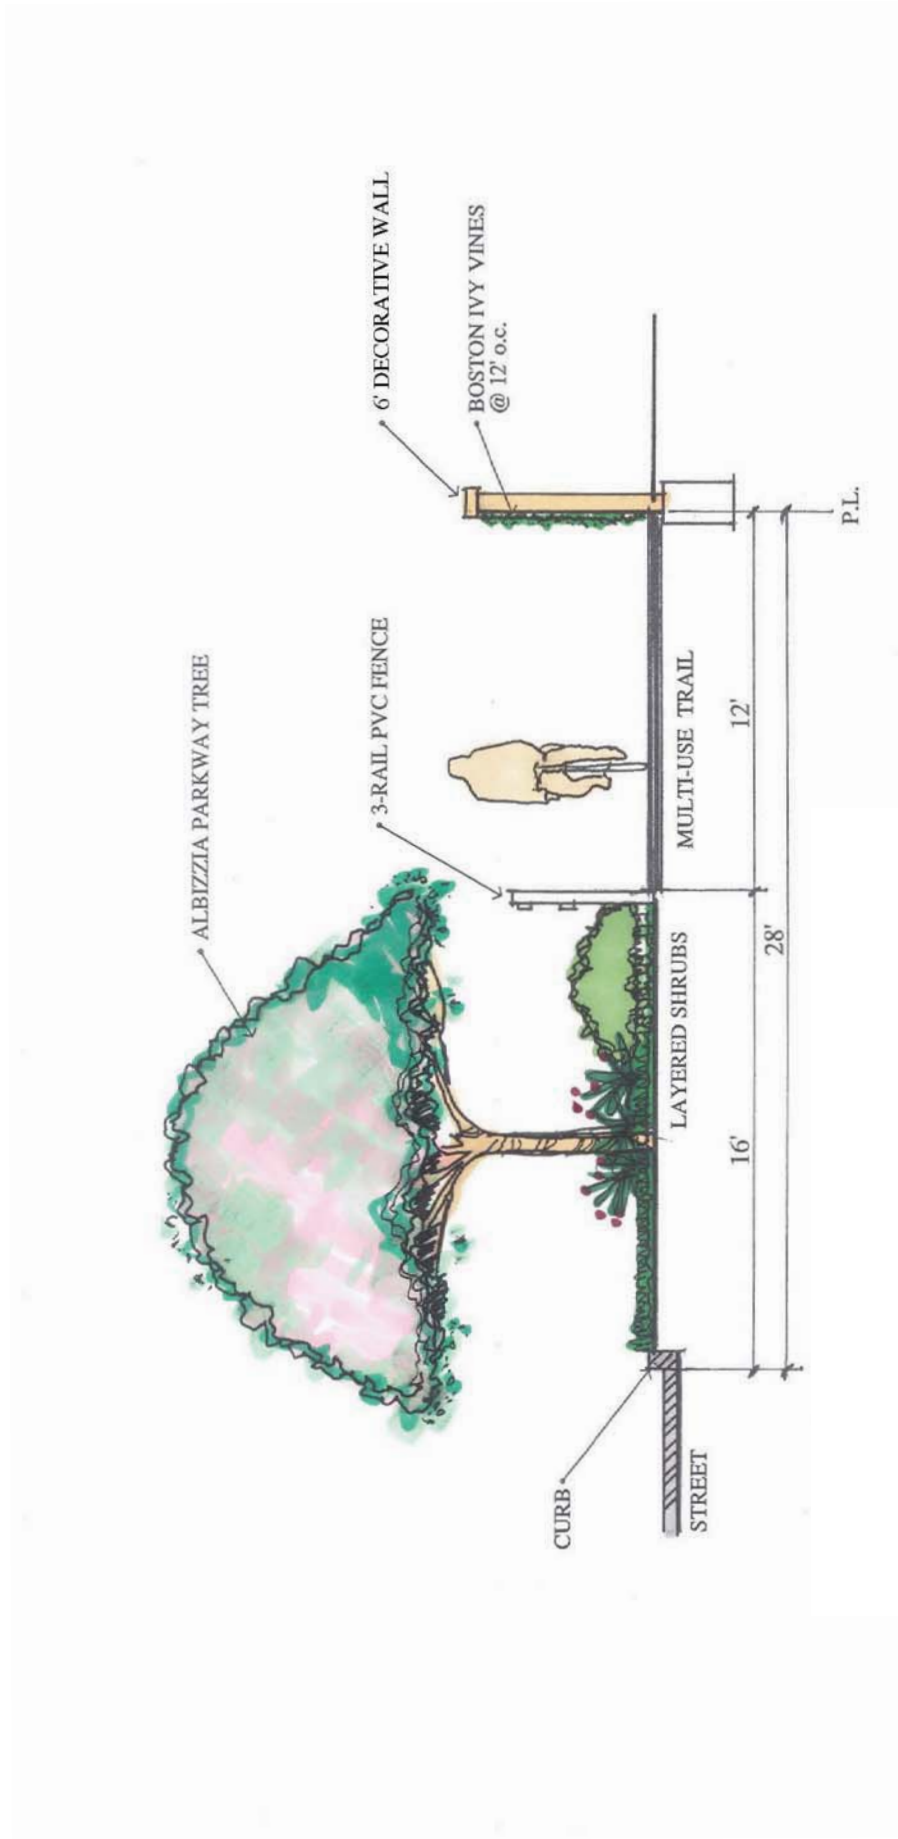 ALBIZZIA PARKWAY TREE
6' DECORATIVE WALL
3-RAIL PVC FENCE
BOSTON IVY VINES
@ 12' o.c.
CURB
STREET
LAYERED SHRUBS
MULTI-USE TRAIL
16'
12'
28'
P.L.